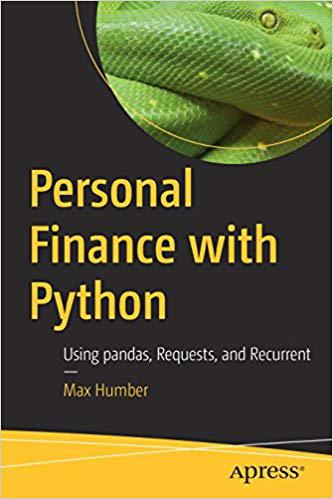 Personal
Finance with
Python
Using pandas, Requests, and Recurrent
Max Humber
Apress®